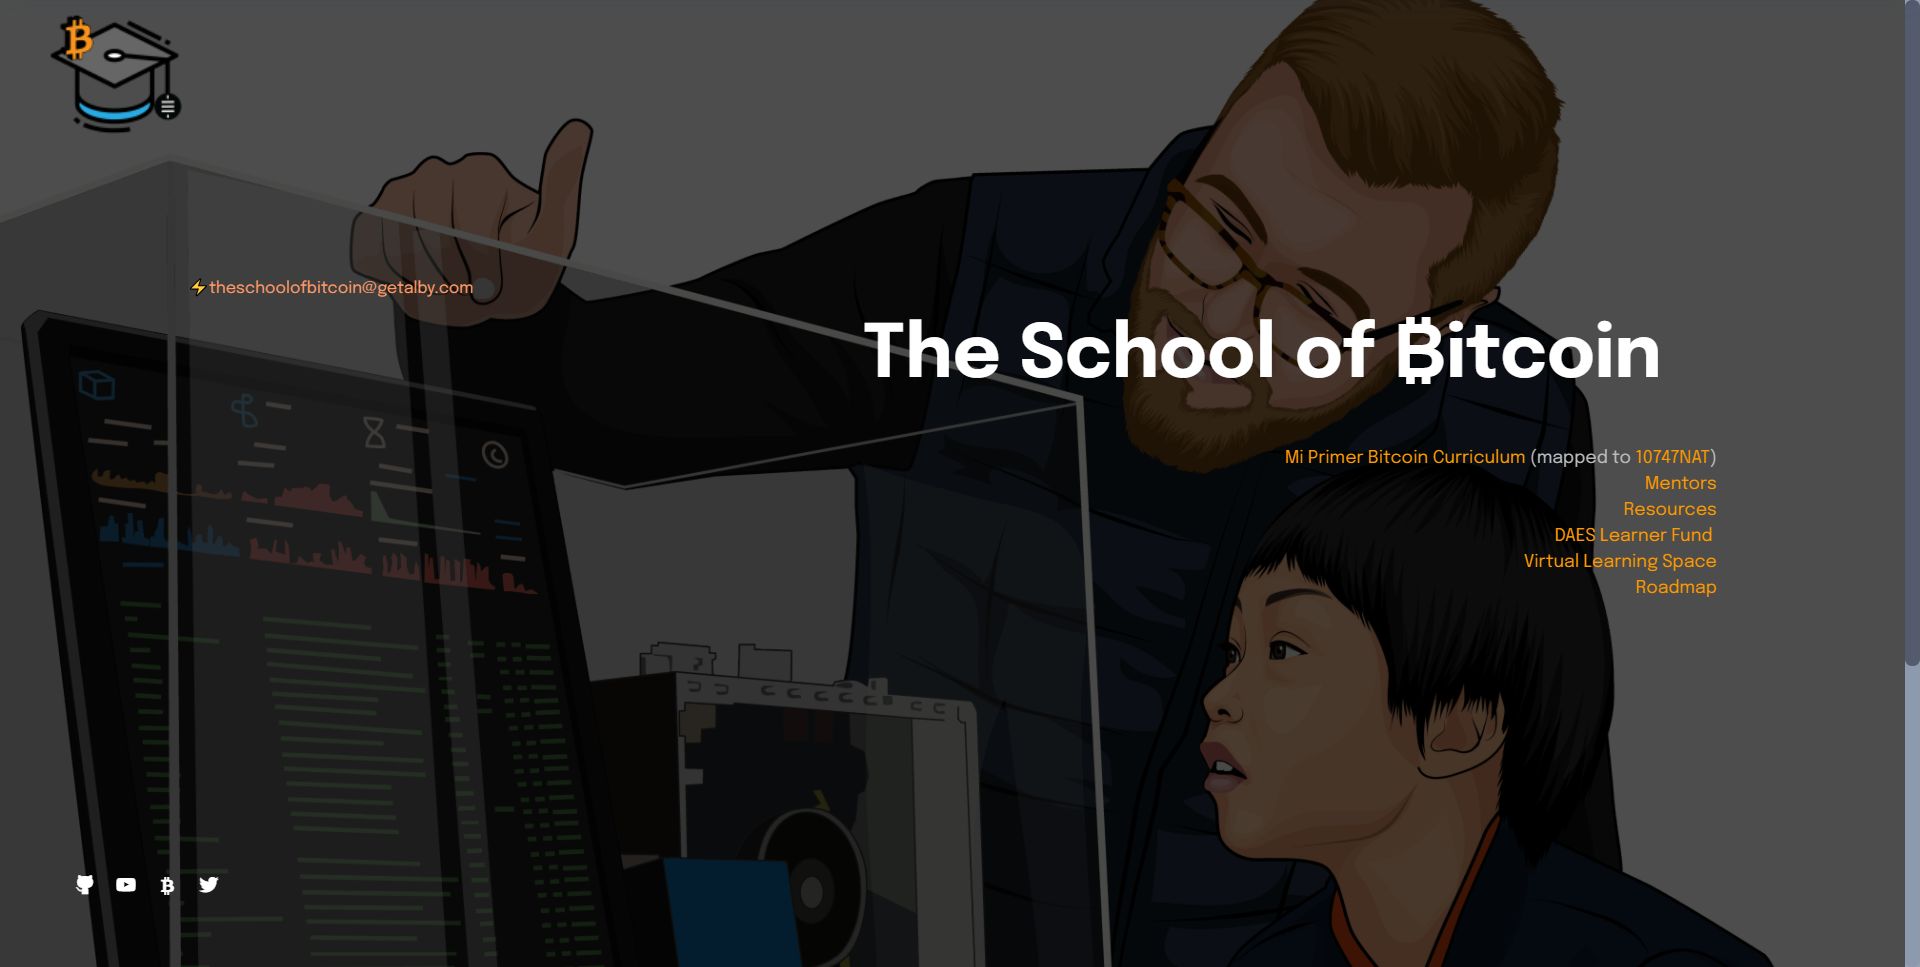 ⚡theschoolofbitcoin@getalby.com
The School of ₿itcoin
Mi Primer Bitcoin Curriculum (mapped to 10747NAT)
Mentors
Resources
DAES Learner Fund
Virtual Learning Space
Roadmap